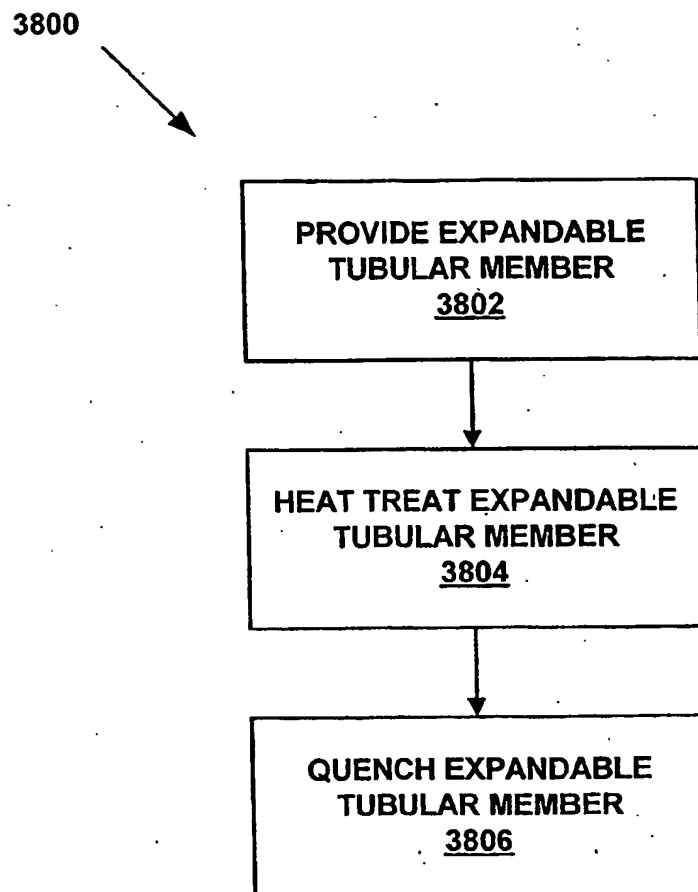 3800
PROVIDE EXPANDABLE
TUBULAR MEMBER
3802
HEAT TREAT EXPANDABLE
TUBULAR MEMBER
3804
QUENCH EXPANDABLE
TUBULAR MEMBER
3806